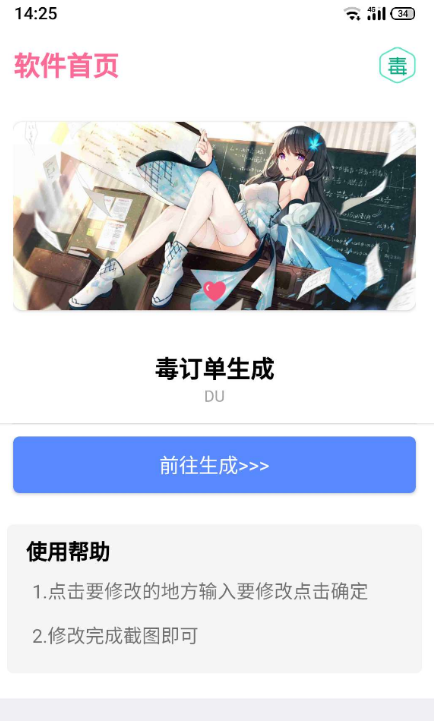 14:25
4G
34
软件首页
毒
毒订单生成
DU
前往生成>>>
使用帮助
1.点击要修改的地方输入要修改点击确定
2.修改完成截图即可